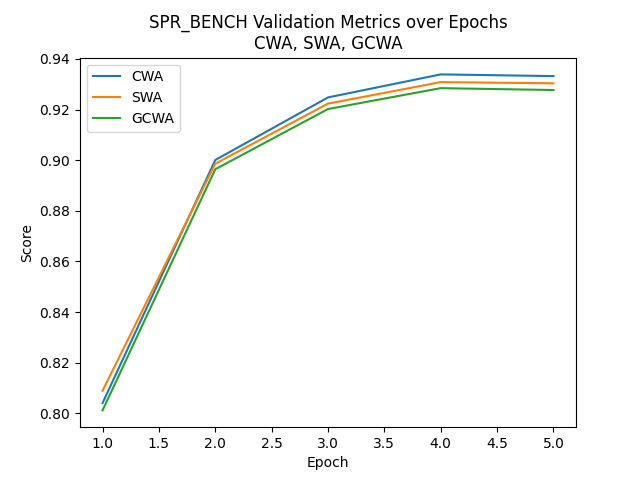 SPR_BENCH Validation Metrics over Epochs
CWA, SWA, GCWA
CWA
SWA
GCWA
Score
0.94
0.92
0.90
0.88
0.86
0.84
0.82
0.80
1.0 1.5 2.0 2.5 3.0 3.5 4.0 4.5 5.0
Epoch